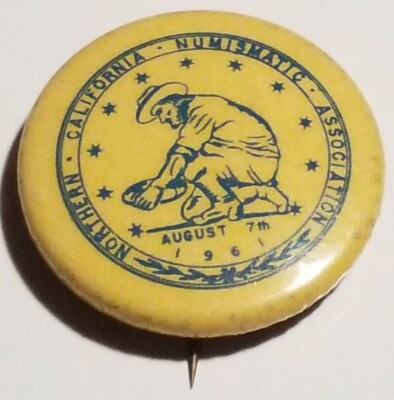 NORTHERN · CALIFORNIA · NUMISMATIC · ASSOCIATION
AUGUST 7th
1961